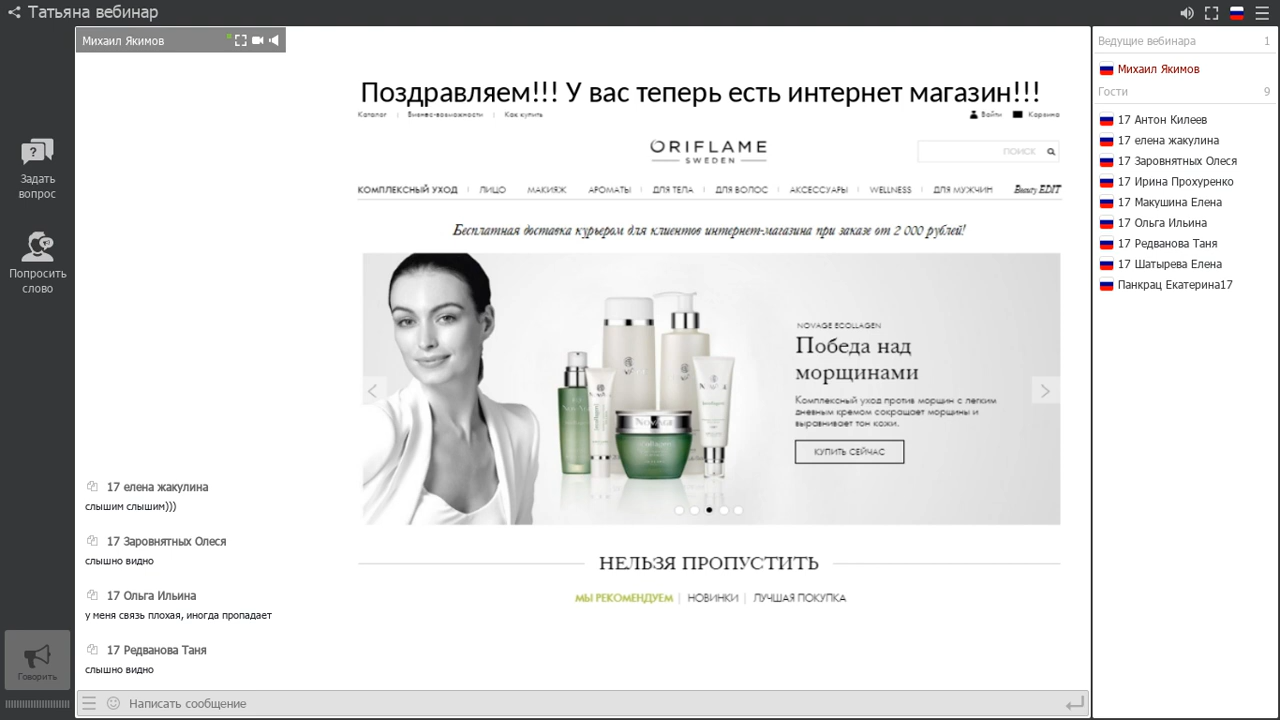 Татьяна вебинар
Михаил Якимов
Задать
вопрос
Попросить
слово
Говорить
17 елена жакулина
слышим слышим)))
17 Заровнятных Олеся
слышно видно
17 Ольга Ильина
у меня связь плохая, иногда пропадает
17 Редванова Таня
слышно видно
Написать сообщение
Поздравляем!!! У вас теперь есть интернет магазин!!!
Каталог | Бизнес-возможности | Как купить
Войти Корзина
ORIFLAME
SWEDEN
ПОИСК
КОМПЛЕКСНЫЙ УХОД | ЛИЦО МАКИЯЖ АРОМАТЫ | ДЛЯ ТЕЛА | ДЛЯ ВОЛОС | АКСЕССУАРЫ | WELLNESS | ДЛЯ МУЖЧИН Beauty EDIT
Бесплатная доставка курьером для клиентов интернет-магазина при заказе от 2 000 рублей!
NOVAGE ECOLLAGEN
Победа над
морщинами
Комплексный уход против морщин с легким
дневным кремом сокращает морщины и
выравнивает тон кожи.
КУПИТЬ СЕЙЧАС
NOVAGE
НЕЛЬЗЯ ПРОПУСТИТЬ
МЫ РЕКОМЕНДУЕМ | НОВИНКИ | ЛУЧШАЯ ПОКУПКА
Ведущие вебинара 1
Михаил Якимов
Гости 9
17 Антон Килеев
17 елена жакулина
17 Заровнятных Олеся
17 Ирина Прохуренко
17 Макушина Елена
17 Ольга Ильина
17 Редванова Таня
17 Шатырева Елена
Панкрац Екатерина17